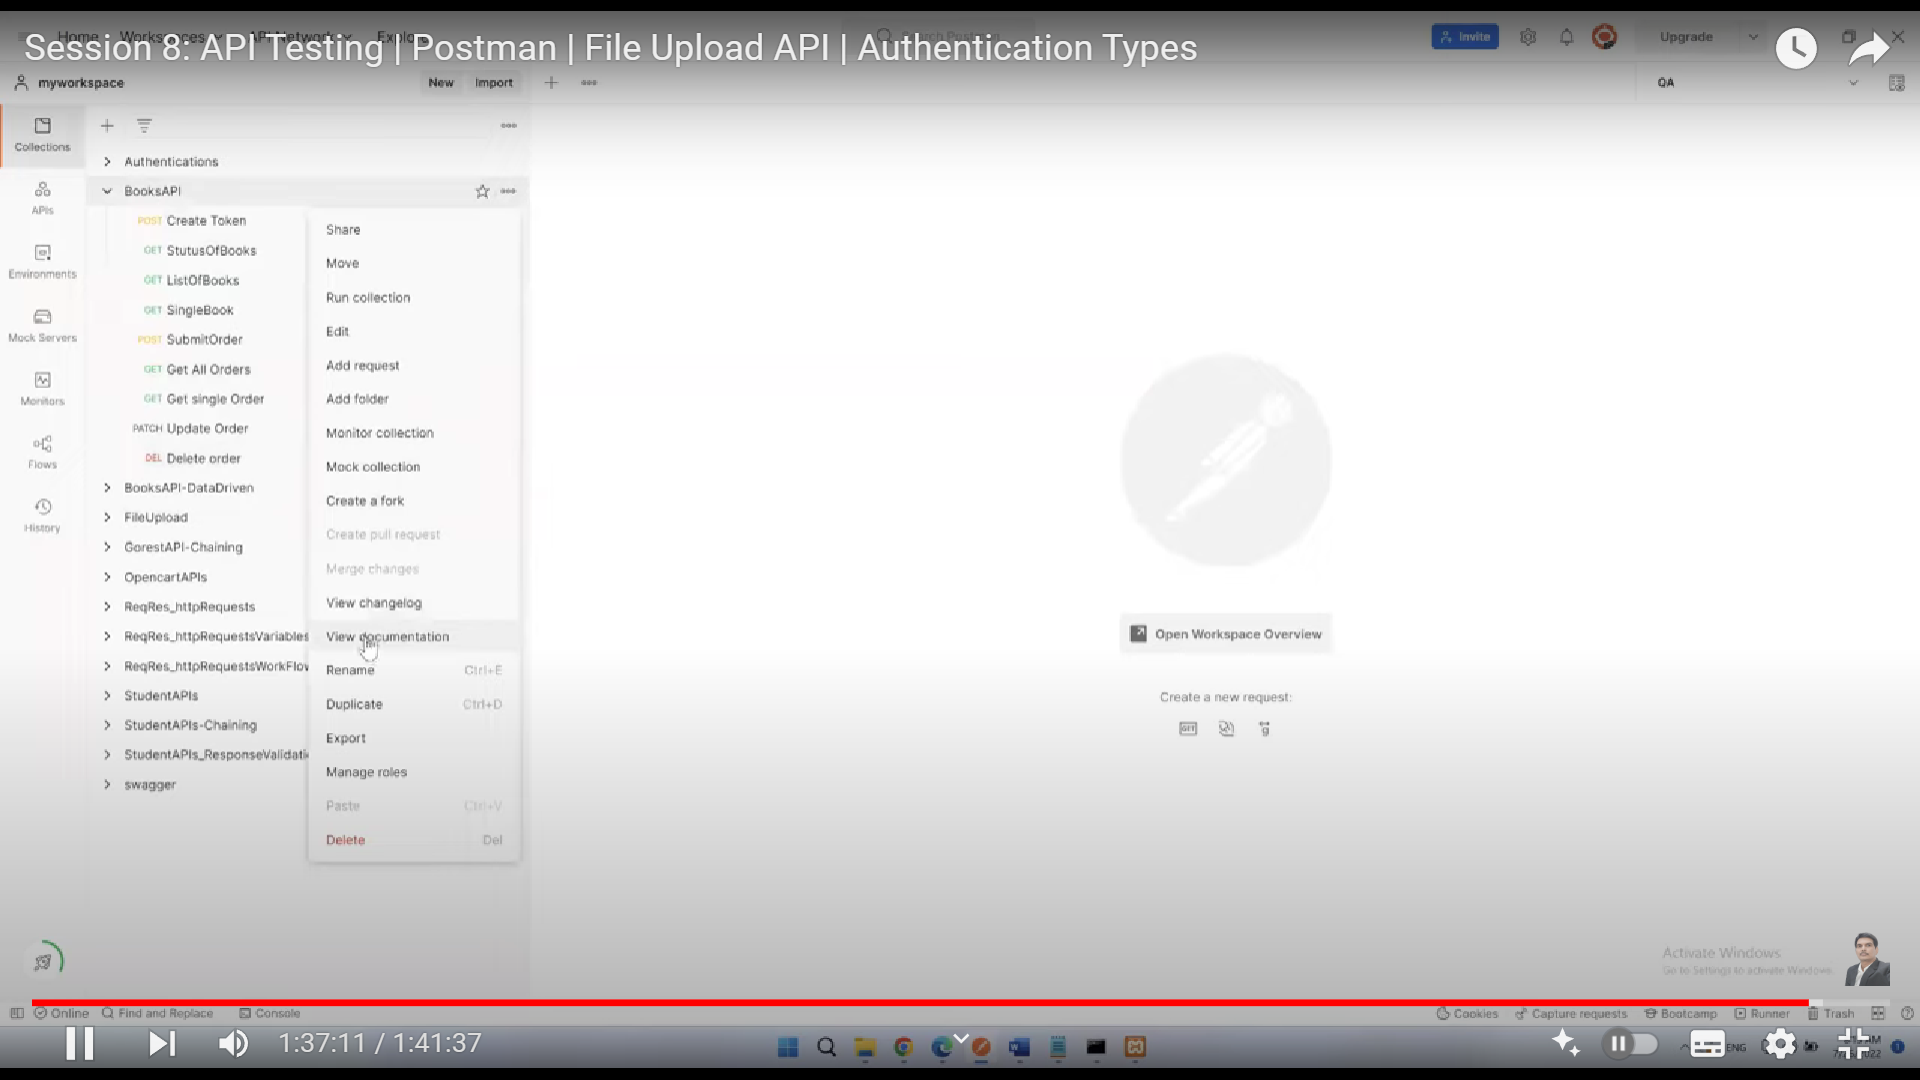 Session 8: API Testing | Postman | File Upload API | Authentication Types
Home Workspaces API Network Explore
Invite
Upgrade
myworkspace
New
Import
QA
Collections
APIs
Environments
Mock Servers
Monitors
Flows
History
Authentications
BooksAPI
POST Create Token
GET StutusOfBooks
GET ListOfBooks
GET SingleBook
POST SubmitOrder
GET Get All Orders
GET Get single Order
PATCH Update Order
DEL Delete order
BooksAPI-DataDriven
FileUpload
GorestAPI-Chaining
OpencartAPIs
ReqRes_httpRequests
ReqRes_httpRequestsVariables
ReqRes_httpRequestsWorkFlow
StudentAPIs
StudentAPIs-Chaining
StudentAPIs_ResponseValidati
swagger
Share
Move
Run collection
Edit
Add request
Add folder
Monitor collection
Mock collection
Create a fork
Create pull request
Merge changes
View changelog
View documentation
Rename Ctrl+E
Duplicate Ctrl+D
Export
Manage roles
Paste Ctrl+V
Delete Del
Open Workspace Overview
Create a new request:
Activate Windows
Go to Settings to activate Windows.
Online
Find and Replace
Console
Cookies
Capture requests
Bootcamp
Runner
Trash
1:37:11 / 1:41:37
ENG